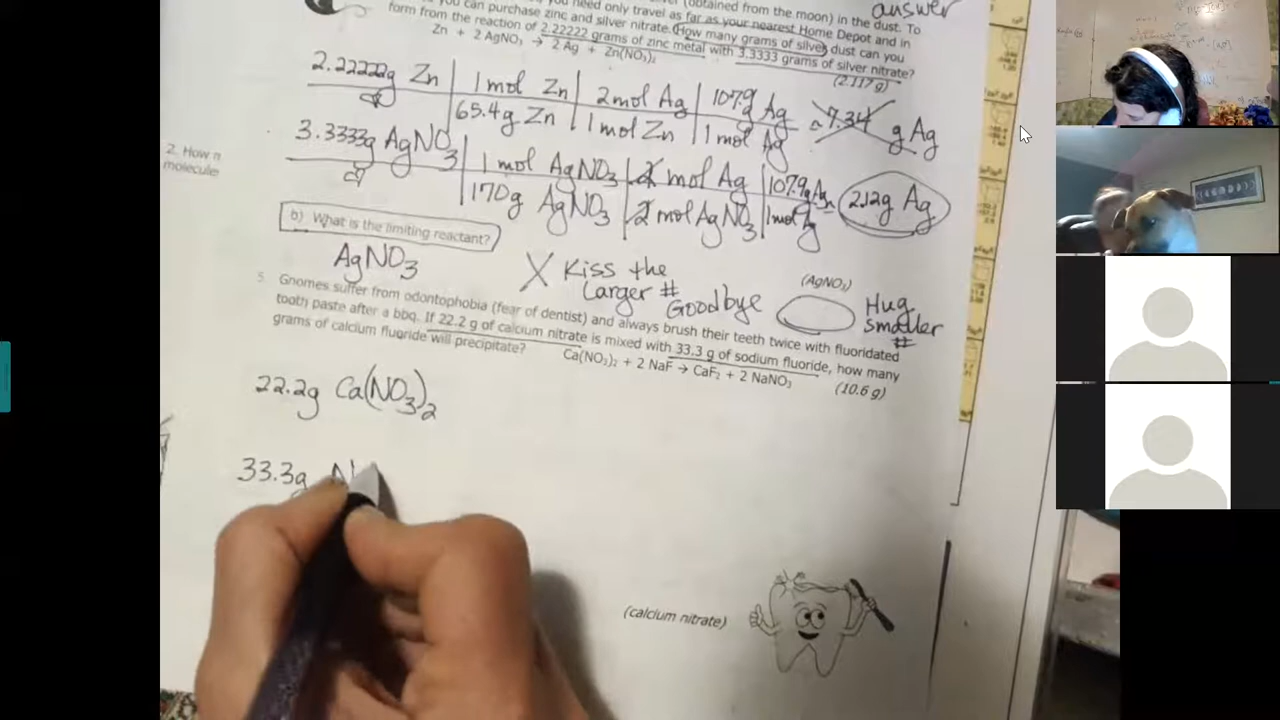 answer
you can purchase zinc and silver nitrate. (obtained from the moon) in the dust. To
you need only travel as far as your nearest Home Depot and in
form from the reaction of 2.22222 grams of zinc metal with 3.3333 grams of silver nitrate?
How many grams of silver dust can you
Zn + 2 AgNO3 → 2 Ag + Zn(NO3)2
(2.117 g)
2.22222g Zn | 1 mol Zn | 2 mol Ag | 107.9g Ag
65.4g Zn | 1 mol Zn | 1 mol Ag
7.34 g Ag
3.3333g AgNO3 | 1 mol AgNO3 | 2 mol Ag | 107.9g Ag
170g AgNO3 | 2 mol AgNO3 | 1 mol Ag
2.12g Ag
2. How
molecules
b) What is the limiting reactant?
AgNO3
X Kiss the
Larger #
Goodbye
(AgNO3)
Hug
Smaller
#
5. Gnomes suffer from odontophobia (fear of dentist) and always brush their teeth twice with fluoridated
tooth paste after a bbq. If 22.2 g of calcium nitrate is mixed with 33.3 g of sodium fluoride, how many
grams of calcium fluoride will precipitate?
Ca(NO3)2 + 2 NaF → CaF2 + 2 NaNO3
(10.6 g)
22.2g Ca(NO3)2
33.3g N
(calcium nitrate)